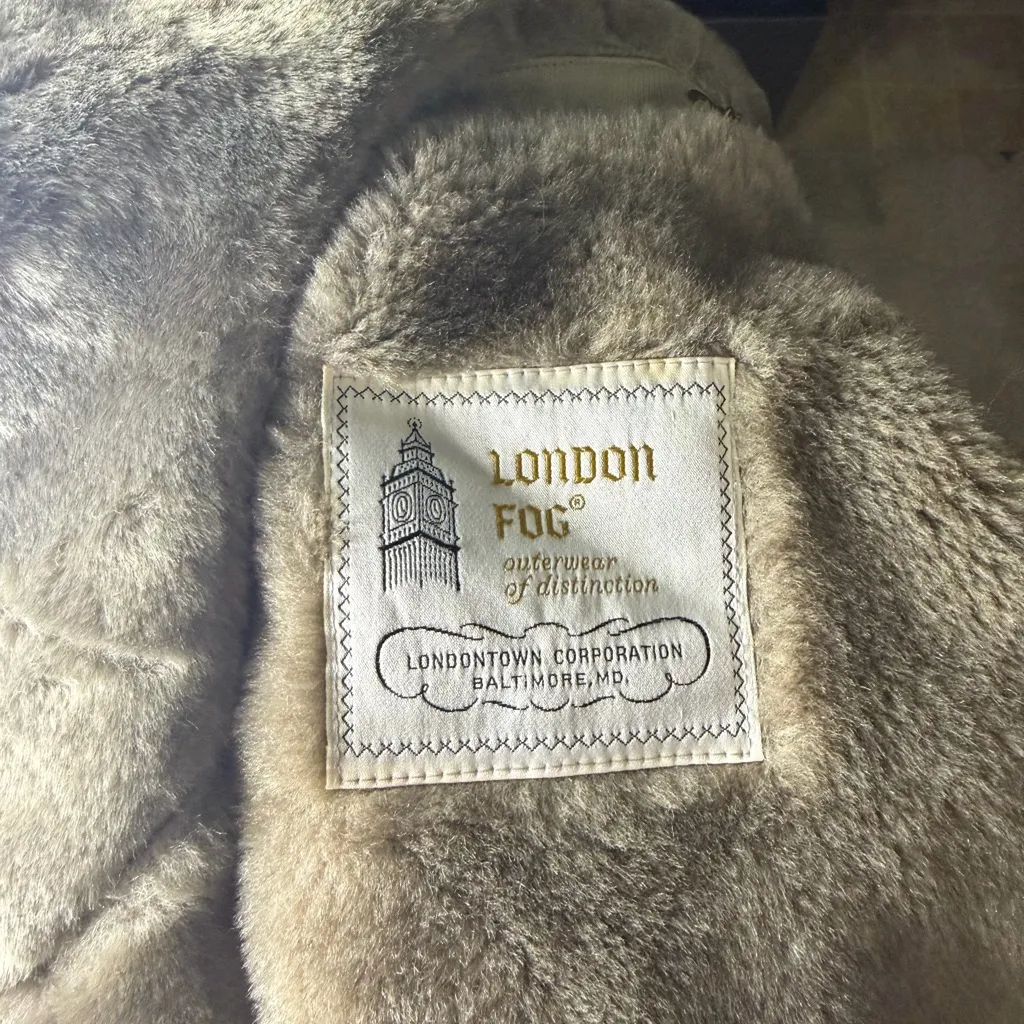 LONDON
FOG®
outerwear
of distinction
LONDONTOWN CORPORATION
BALTIMORE, MD.